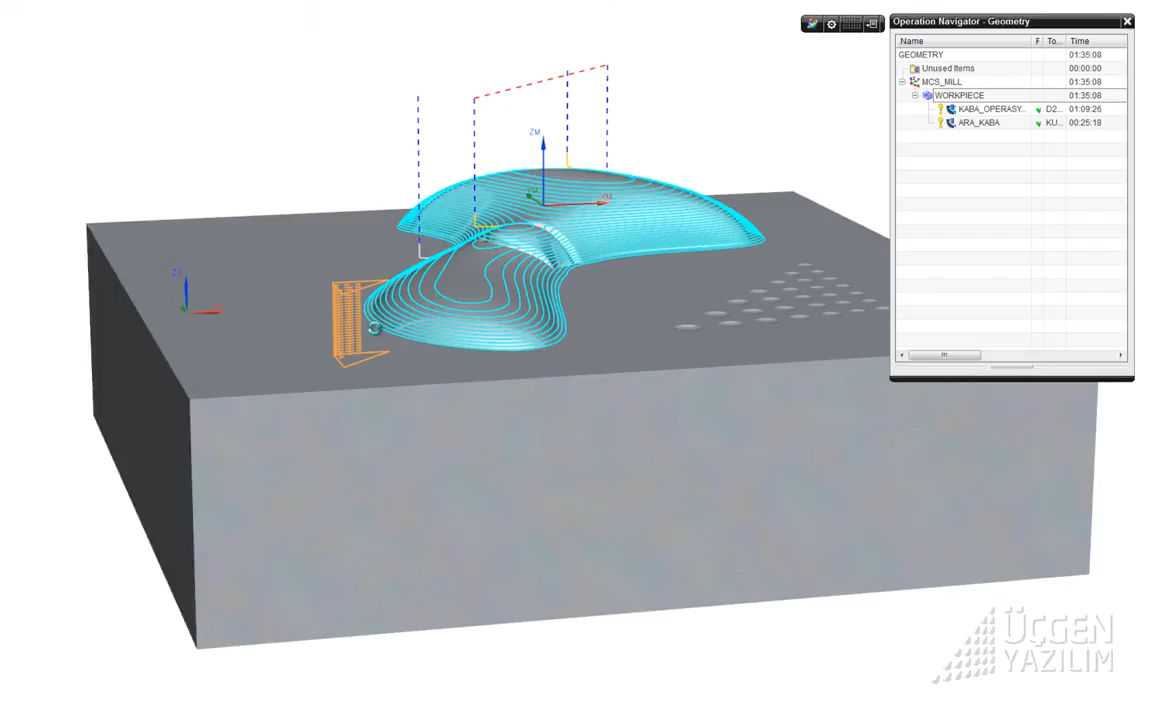 Operation Navigator - Geometry
Name To... Time
GEOMETRY 01:35:08
Unused Items 00:00:00
MCS_MILL 01:35:08
WORKPIECE 01:35:08
KABA_OPERASY... D2... 01:09:26
ARA_KABA KU... 00:25:18
ZM
ÜÇGEN
YAZILIM